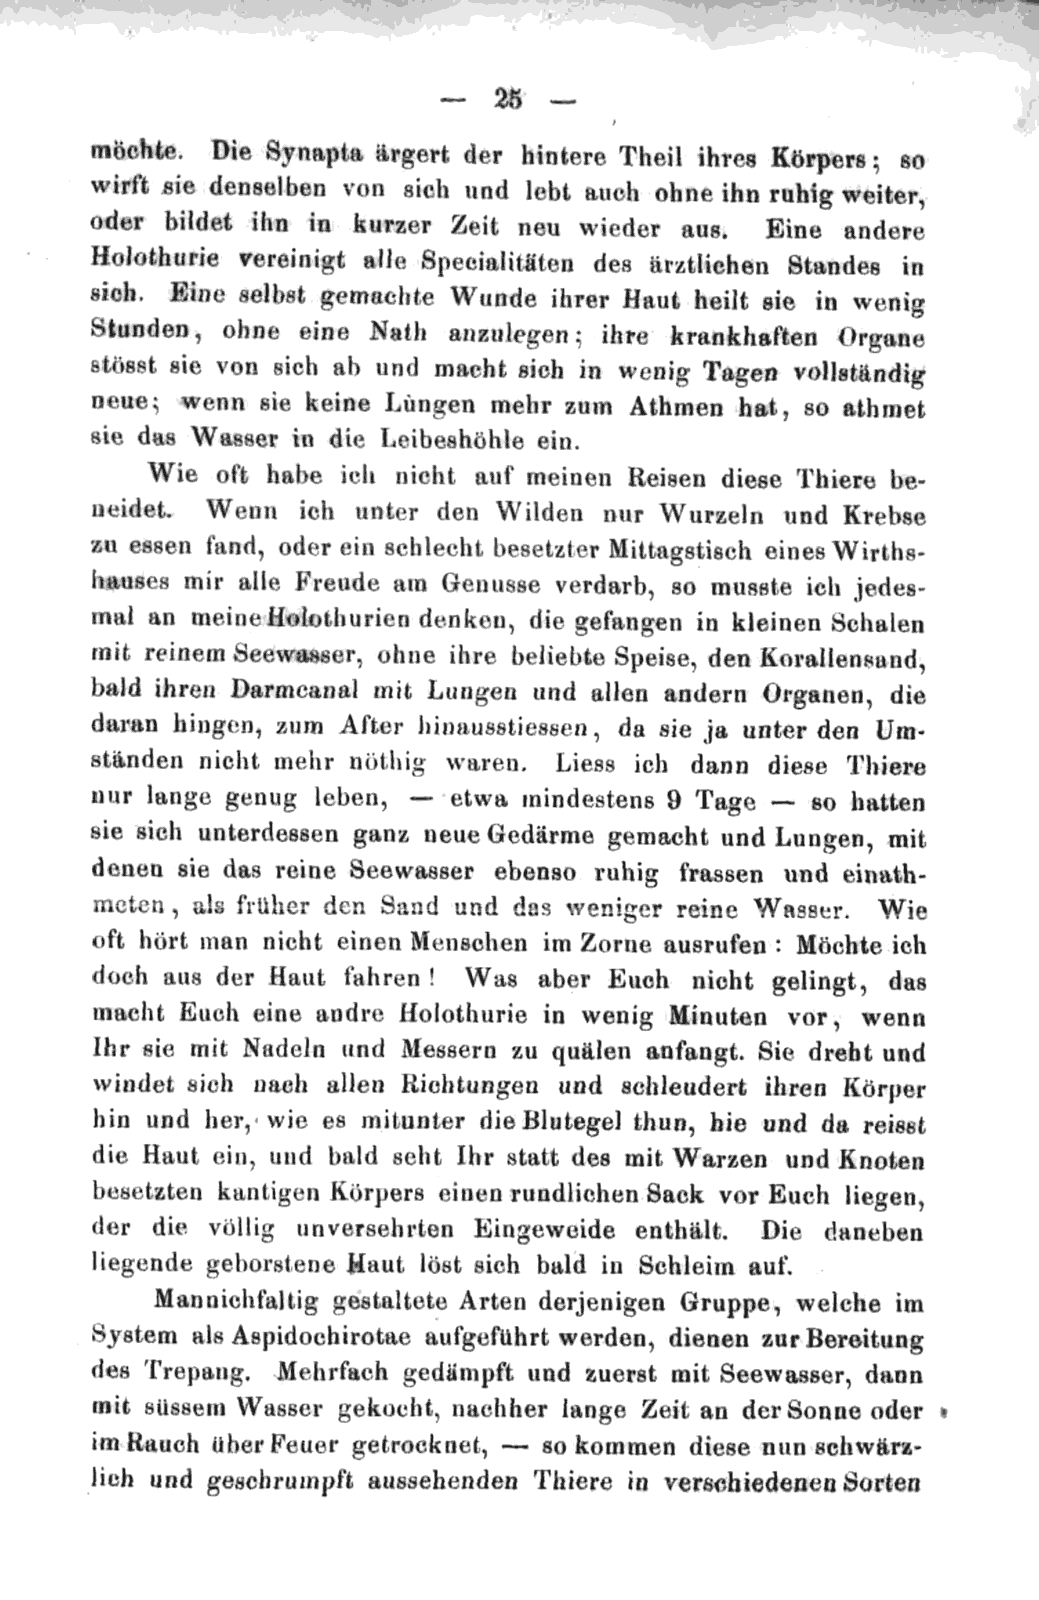 — 25 —
möchte. Die Synapta ärgert der hintere Theil ihres Körpers; so
wirft sie denselben von sich und lebt auch ohne ihn ruhig weiter,
oder bildet ihn in kurzer Zeit neu wieder aus. Eine andere
Holothurie vereinigt alle Specialitäten des ärztlichen Standes in
sich. Eine selbst gemachte Wunde ihrer Haut heilt sie in wenig
Stunden, ohne eine Nath anzulegen; ihre krankhaften Organe
stösst sie von sich ab und macht sich in wenig Tagen vollständig
neue; wenn sie keine Lungen mehr zum Athmen hat, so athmet
sie das Wasser in die Leibeshöhle ein.
Wie oft habe ich nicht auf meinen Reisen diese Thiere be-
neidet. Wenn ich unter den Wilden nur Wurzeln und Krebse
zu essen fand, oder ein schlecht besetzter Mittagstisch eines Wirths-
hauses mir alle Freude am Genusse verdarb, so musste ich jedes-
mal an meine Holothurien denken, die gefangen in kleinen Schalen
mit reinem Seewasser, ohne ihre beliebte Speise, den Korallensand,
bald ihren Darmcanal mit Lungen und allen andern Organen, die
daran hingen, zum After hinausstiessen, da sie ja unter den Um-
ständen nicht mehr nöthig waren. Liess ich dann diese Thiere
nur lange genug leben, — etwa mindestens 9 Tage — so hatten
sie sich unterdessen ganz neue Gedärme gemacht und Lungen, mit
denen sie das reine Seewasser ebenso ruhig frassen und einath-
meten, als früher den Sand und das weniger reine Wasser. Wie
oft hört man nicht einen Menschen im Zorne ausrufen: Möchte ich
doch aus der Haut fahren! Was aber Euch nicht gelingt, das
macht Euch eine andre Holothurie in wenig Minuten vor, wenn
Ihr sie mit Nadeln und Messern zu quälen anfangt. Sie dreht und
windet sich nach allen Richtungen und schleudert ihren Körper
hin und her, wie es mitunter die Blutegel thun, hie und da reisst
die Haut ein, und bald seht Ihr statt des mit Warzen und Knoten
besetzten kantigen Körpers einen rundlichen Sack vor Euch liegen,
der die völlig unversehrten Eingeweide enthält. Die daneben
liegende geborstene Haut löst sich bald in Schleim auf.
Mannichfaltig gestaltete Arten derjenigen Gruppe, welche im
System als Aspidochirotae aufgeführt werden, dienen zur Bereitung
des Trepang. Mehrfach gedämpft und zuerst mit Seewasser, dann
mit süssem Wasser gekocht, nachher lange Zeit an der Sonne oder
im Rauch über Feuer getrocknet, — so kommen diese nun schwärz-
lich und geschrumpft aussehenden Thiere in verschiedenen Sorten